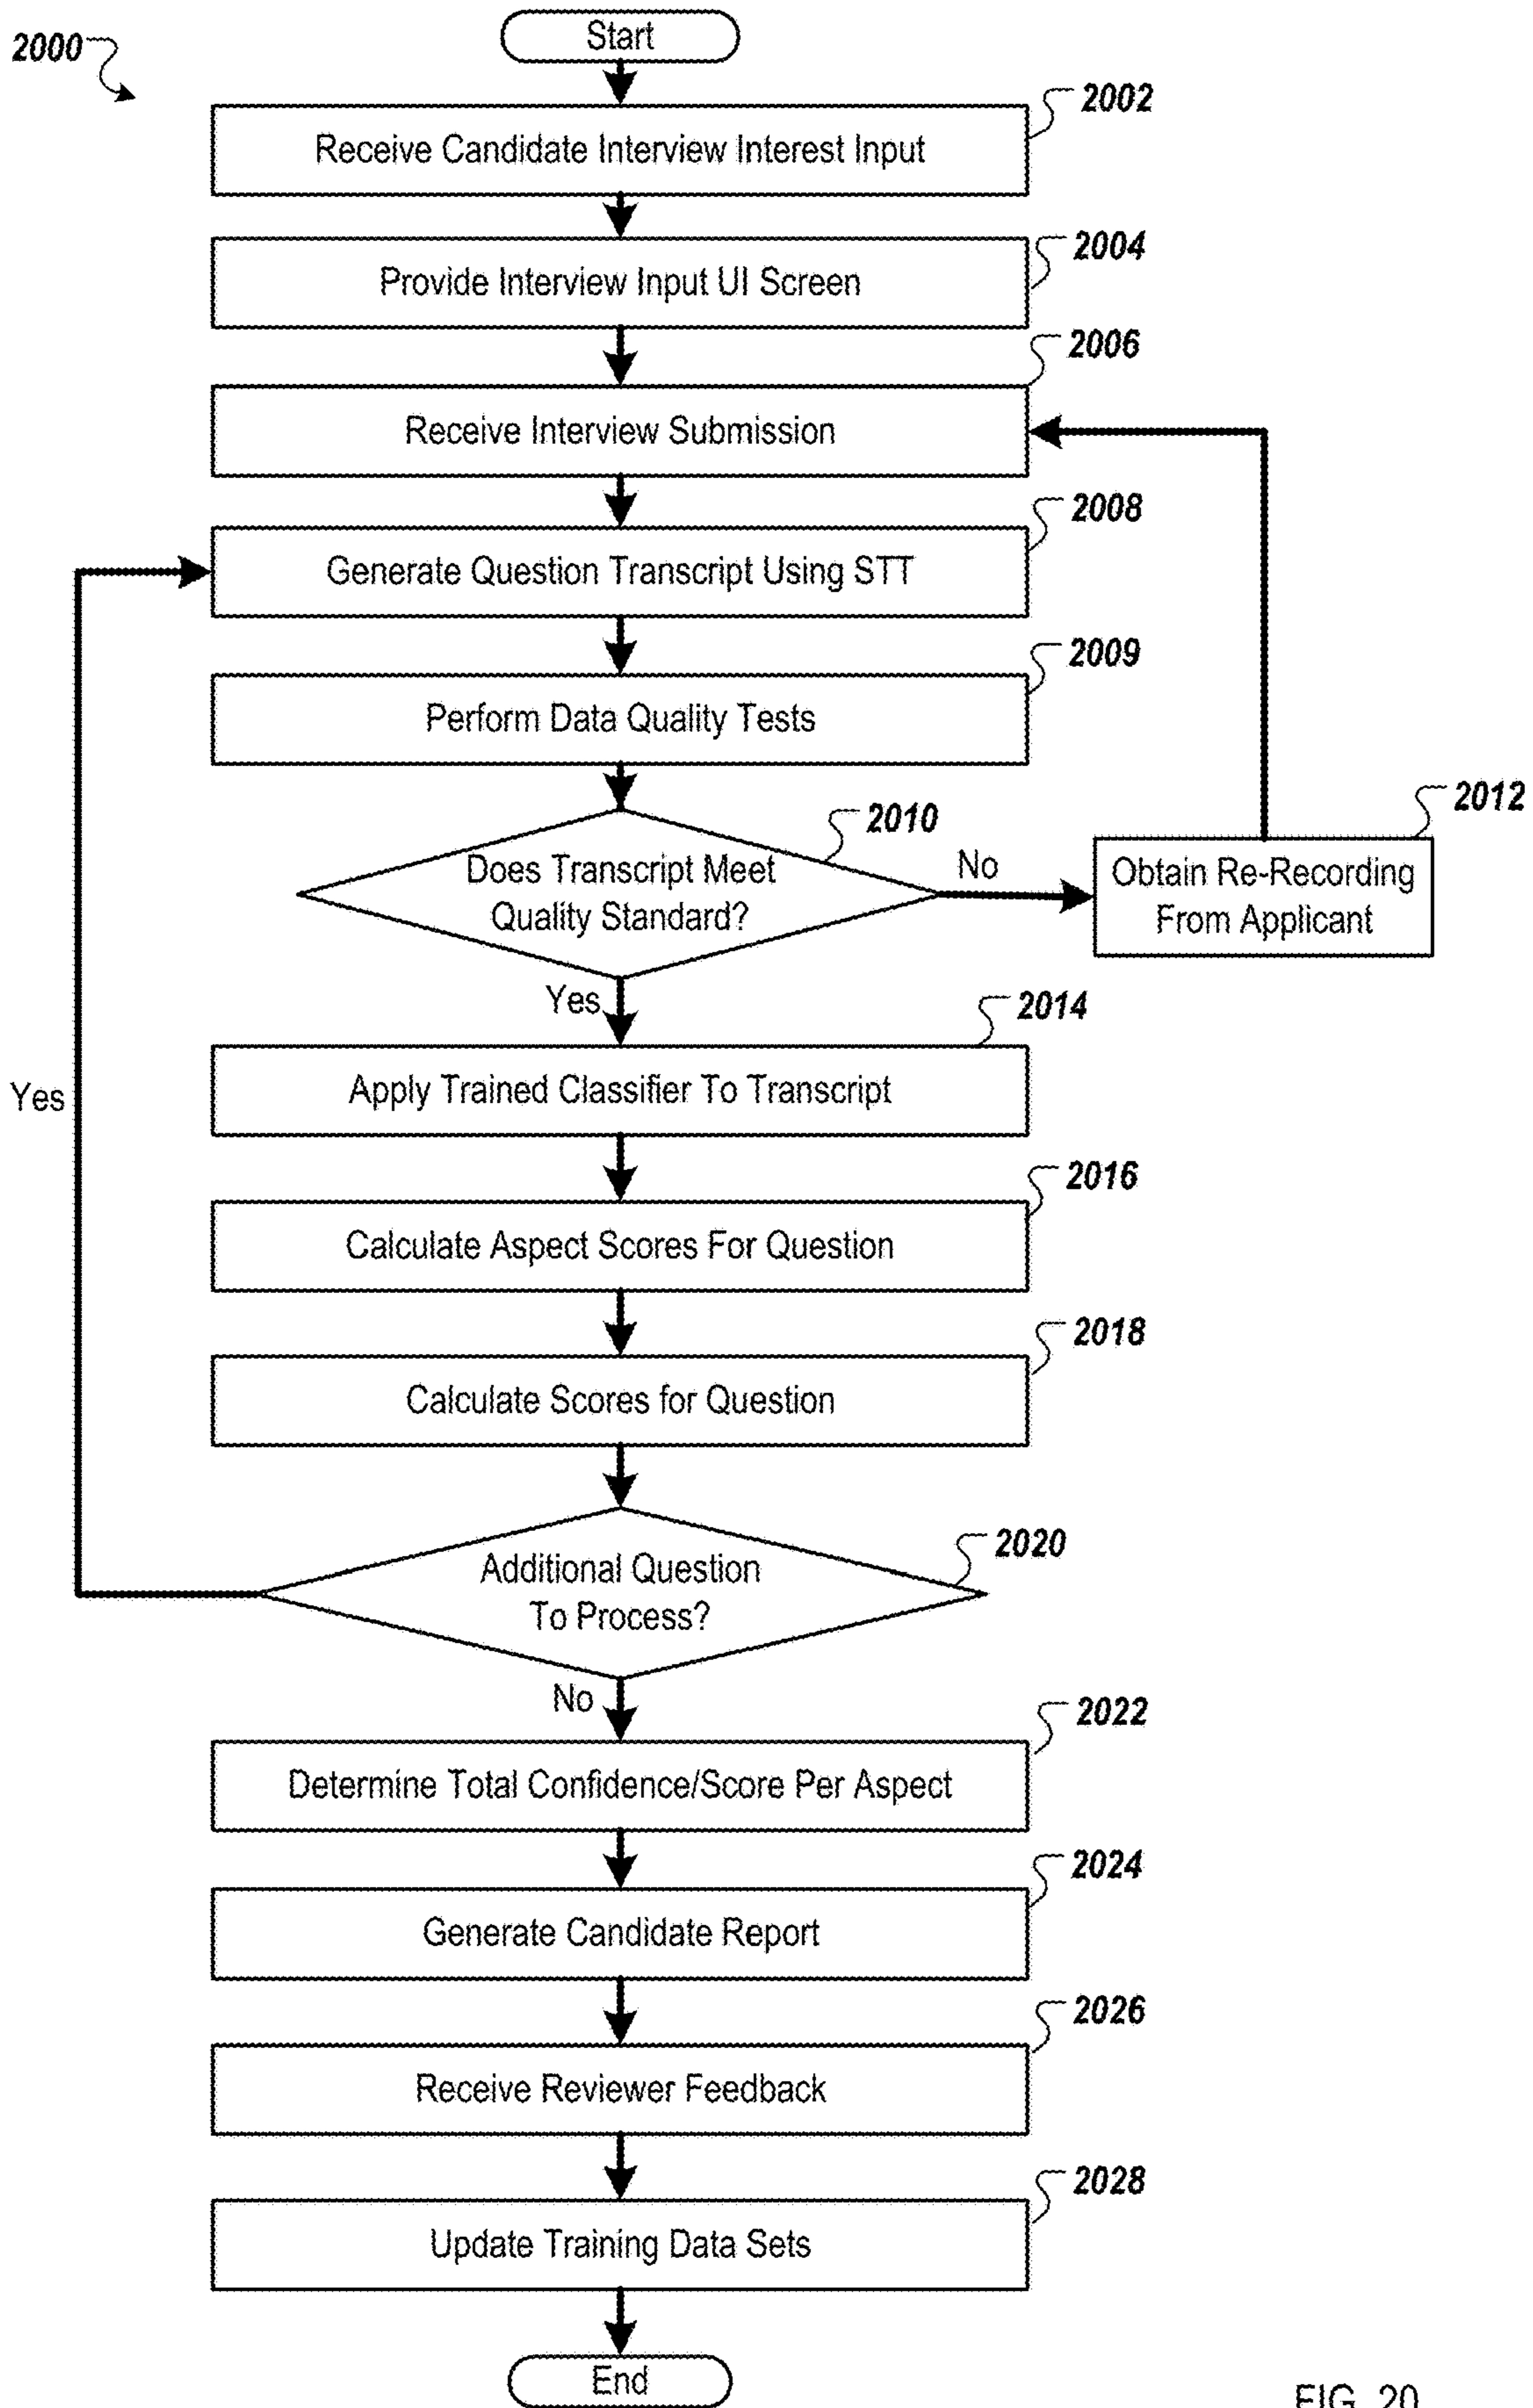 Start
2000
2002
Receive Candidate Interview Interest Input
2004
Provide Interview Input UI Screen
2006
Receive Interview Submission
2008
Generate Question Transcript Using STT
2009
Perform Data Quality Tests
2010
2012
Does Transcript Meet
Quality Standard?
No
Obtain Re-Recording
From Applicant
Yes
2014
Apply Trained Classifier To Transcript
Yes
2016
Calculate Aspect Scores For Question
2018
Calculate Scores for Question
2020
Additional Question
To Process?
No
2022
Determine Total Confidence/Score Per Aspect
2024
Generate Candidate Report
2026
Receive Reviewer Feedback
2028
Update Training Data Sets
End
FIG. 20